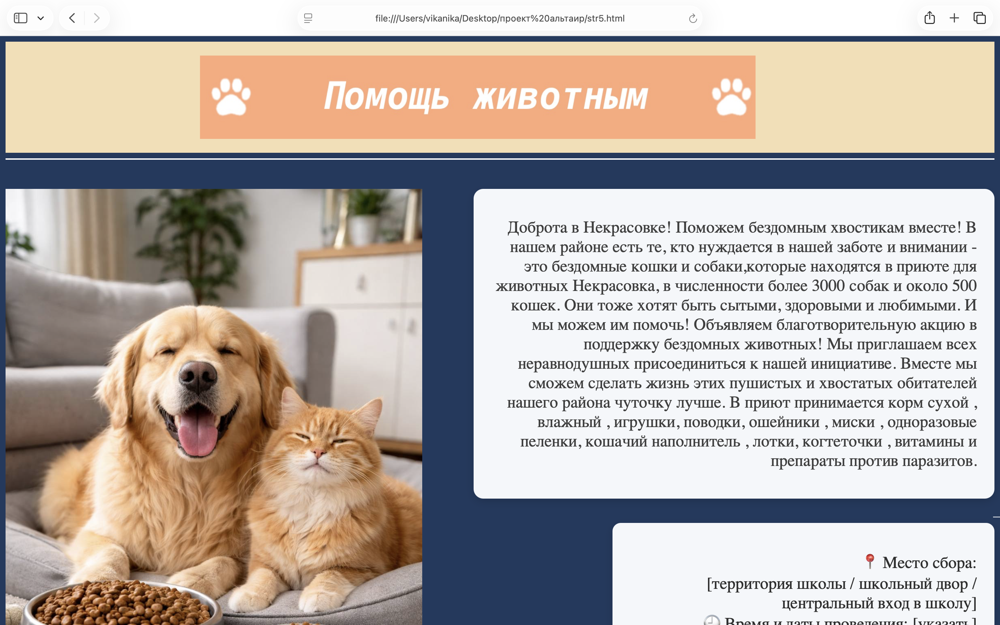 file:///Users/vikanika/Desktop/проект%20альтаир/str5.html
Помощь животным
Доброта в Некрасовке! Поможем бездомным хвостикам вместе! В
нашем районе есть те, кто нуждается в нашей заботе и внимании -
это бездомные кошки и собаки,которые находятся в приюте для
животных Некрасовка, в численности более 3000 собак и около 500
кошек. Они тоже хотят быть сытыми, здоровыми и любимыми. И
мы можем им помочь! Объявляем благотворительную акцию в
поддержку бездомных животных! Мы приглашаем всех
неравнодушных присоединиться к нашей инициативе. Вместе мы
сможем сделать жизнь этих пушистых и хвостатых обитателей
нашего района чуточку лучше. В приют принимается корм сухой ,
влажный , игрушки, поводки, ошейники , миски , одноразовые
пеленки, кошачий наполнитель , лотки, когтеточки , витамины и
препараты против паразитов.
📍 Место сбора:
[территория школы / школьный двор /
центральный вход в школу]
🕘 Время и даты проведения: [указать]